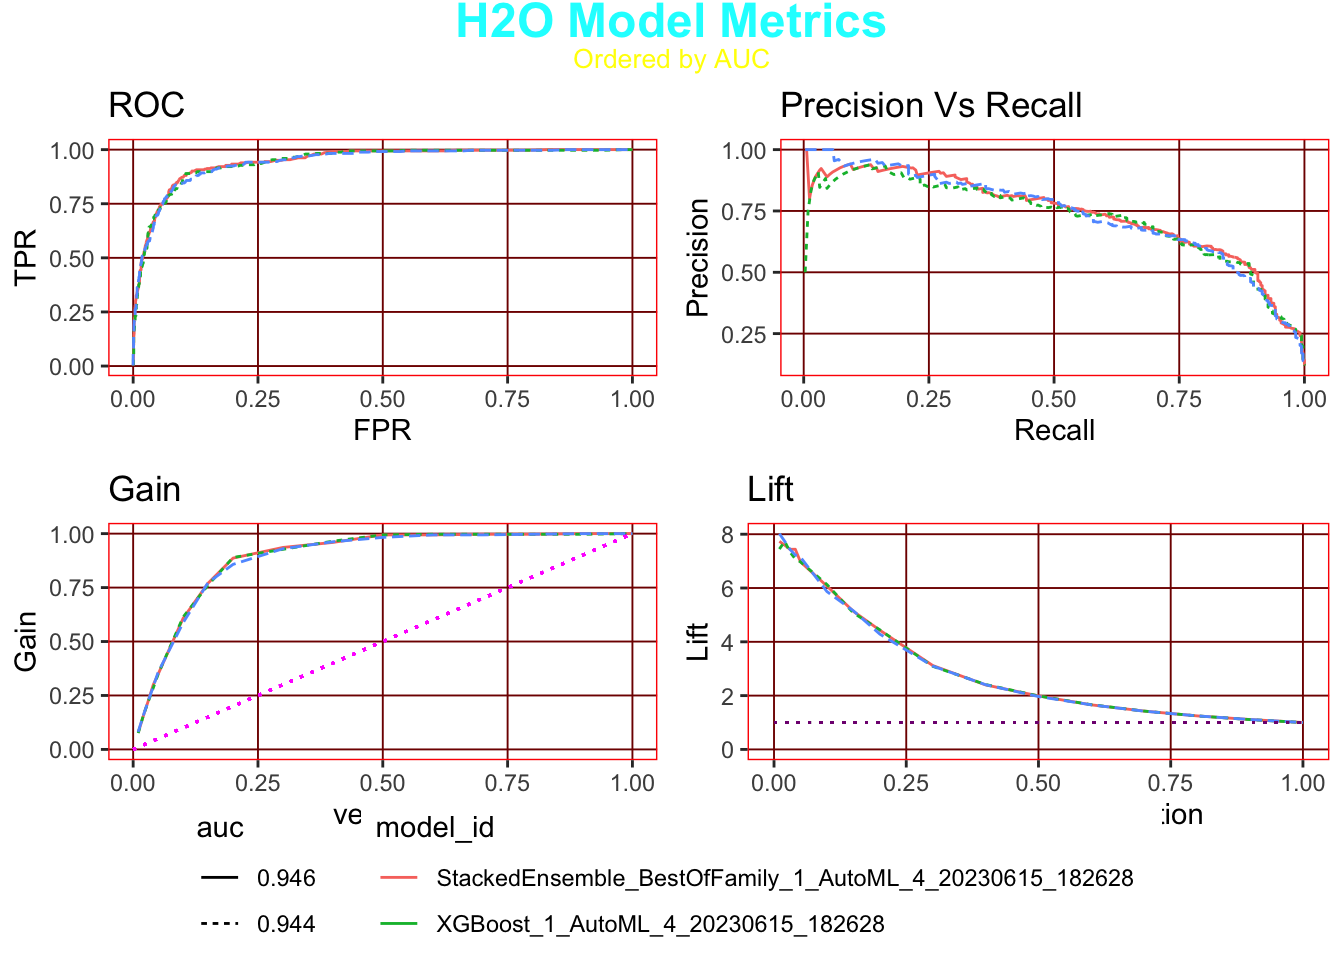 H2O Model Metrics
Ordered by AUC
ROC
1.00
0.75
0.50
0.25
0.00
TPR
0.00 0.25 0.50 0.75 1.00
FPR
Precision Vs Recall
1.00
0.75
0.50
0.25
Precision
0.00 0.25 0.50 0.75 1.00
Recall
Gain
1.00
0.75
0.50
0.25
0.00
Gain
0.00 0.25 0.50 0.75 1.00
ve
Lift
8
6
4
2
0
Lift
0.00 0.25 0.50 0.75 1.00
tion
auc
0.946
0.944
model_id
StackedEnsemble_BestOfFamily_1_AutoML_4_20230615_182628
XGBoost_1_AutoML_4_20230615_182628